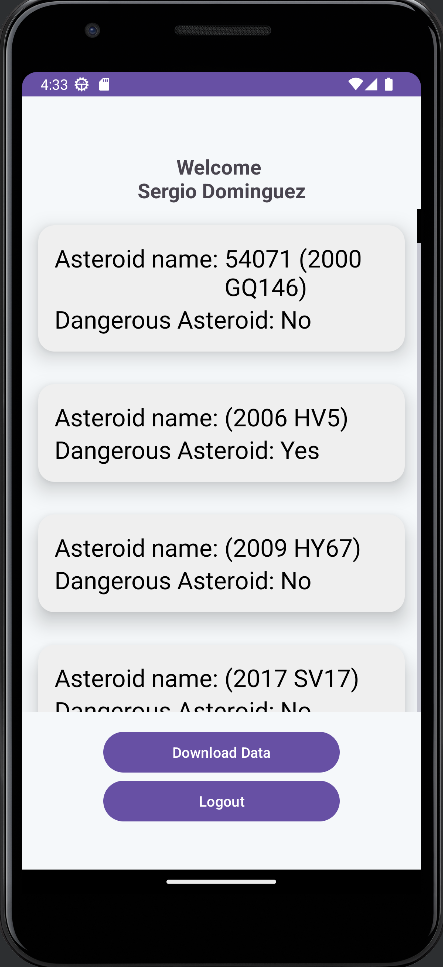 4:33
Welcome
Sergio Dominguez
Asteroid name: 54071 (2000
GQ146)
Dangerous Asteroid: No
Asteroid name: (2006 HV5)
Dangerous Asteroid: Yes
Asteroid name: (2009 HY67)
Dangerous Asteroid: No
Asteroid name: (2017 SV17)
Dangerous Asteroid: No
Download Data
Logout